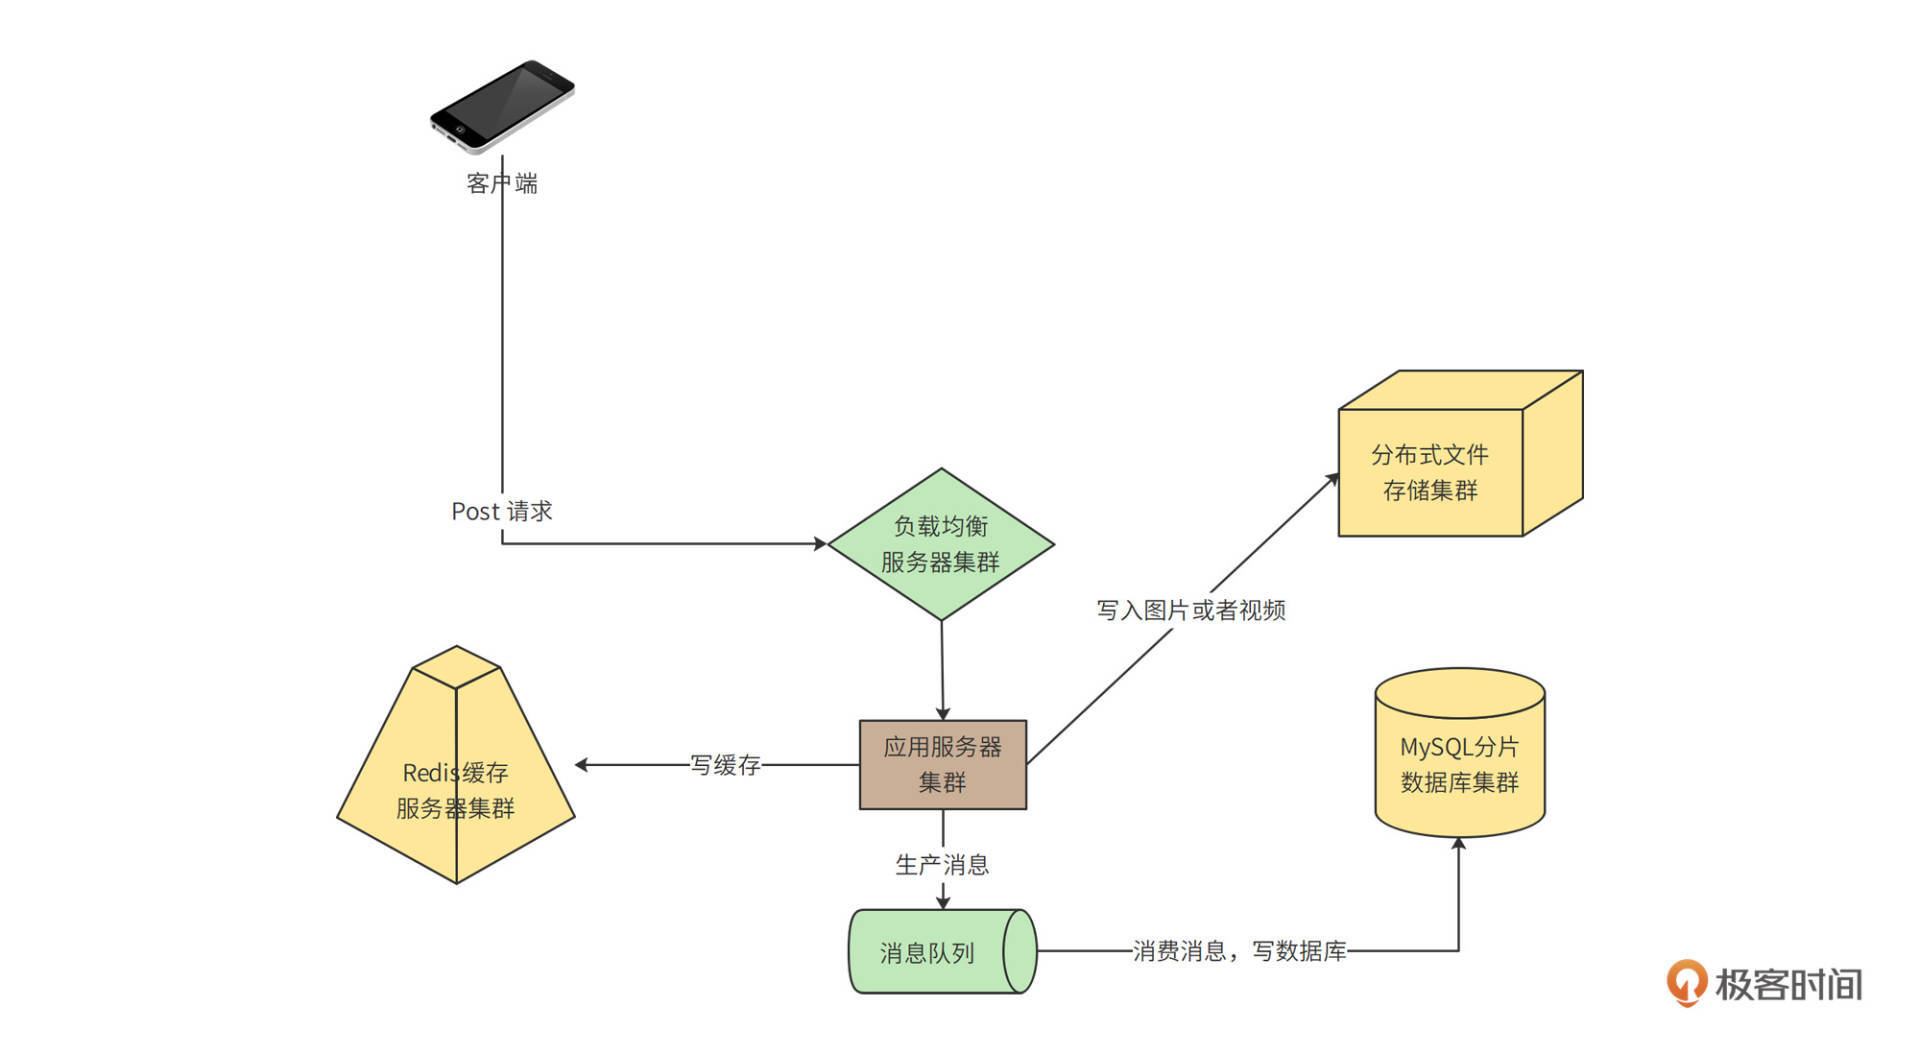 客户端
Post 请求
负载均衡
服务器集群
分布式文件
存储集群
写入图片或者视频
Redis缓存
服务器集群
写缓存
应用服务器
集群
MySQL分片
数据库集群
生产消息
消息队列
消费消息，写数据库
极客时间